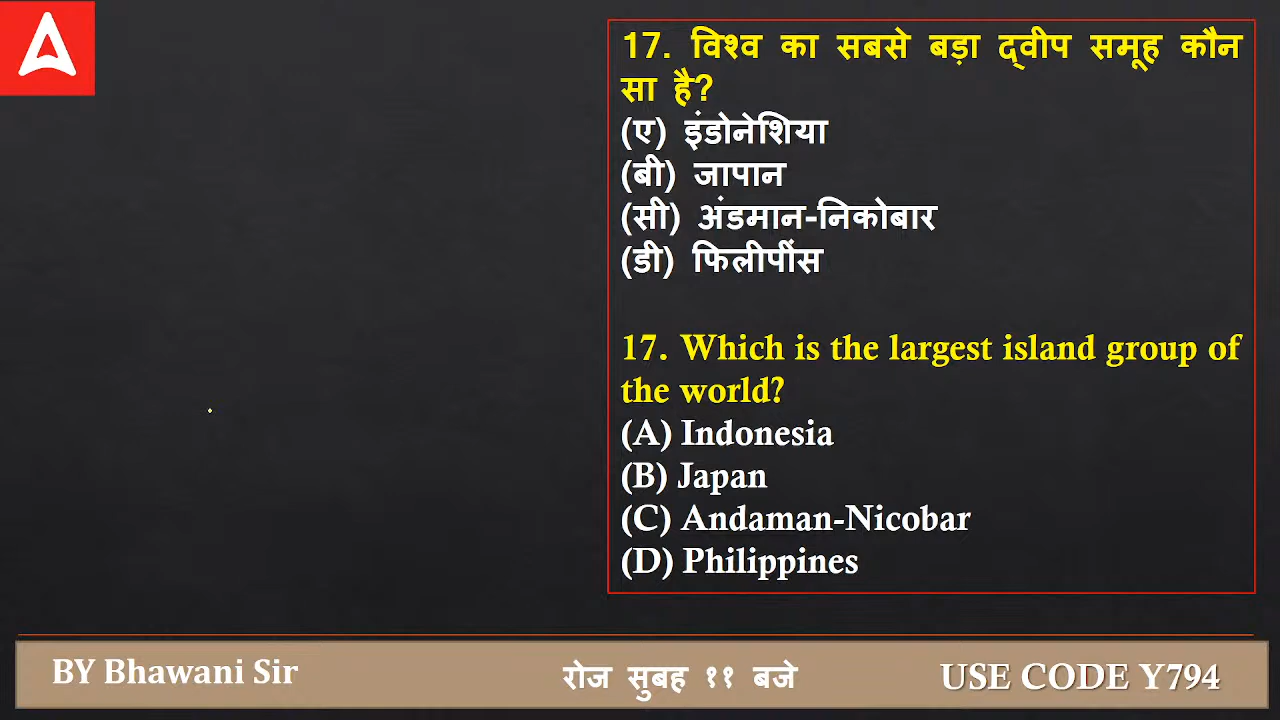 17. विश्व का सबसे बड़ा द्वीप समूह कौन
सा है?
(ए) इंडोनेशिया
(बी) जापान
(सी) अंडमान-निकोबार
(डी) फिलीपींस
17. Which is the largest island group of
the world?
(A) Indonesia
(B) Japan
(C) Andaman-Nicobar
(D) Philippines
BY Bhawani Sir
रोज सुबह ११ बजे
USE CODE Y794